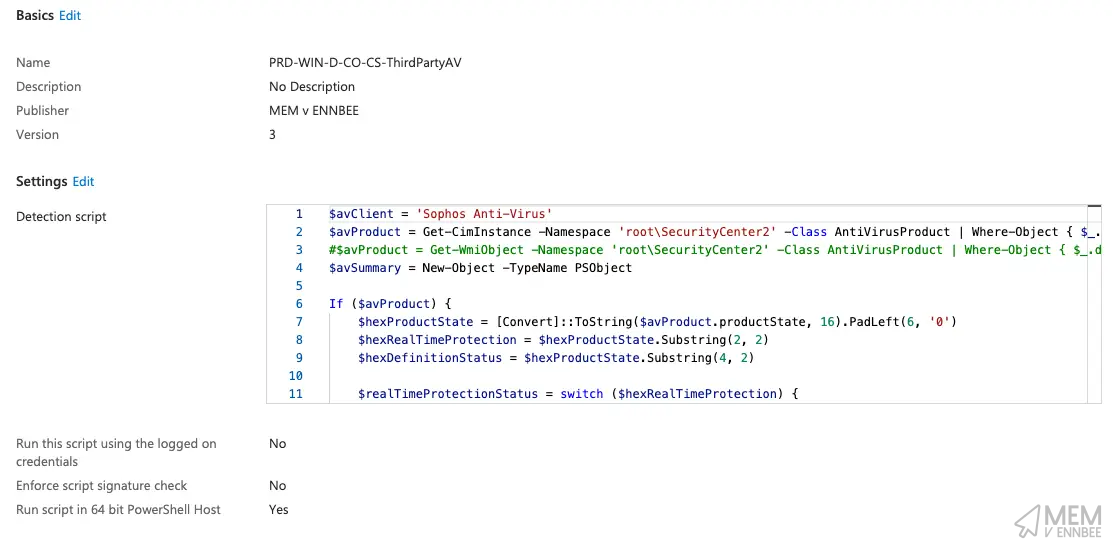 Basics Edit
Name PRD-WIN-D-CO-CS-ThirdPartyAV
Description No Description
Publisher MEM v ENNBEE
Version 3
Settings Edit
Detection script
1 $avClient = 'Sophos Anti-Virus'
2 $avProduct = Get-CimInstance -Namespace 'root\SecurityCenter2' -Class AntiVirusProduct | Where-Object { $_.
3 #$avProduct = Get-WmiObject -Namespace 'root\SecurityCenter2' -Class AntiVirusProduct | Where-Object { $_.d
4 $avSummary = New-Object -TypeName PSObject
5
6 If ($avProduct) {
7 $hexProductState = [Convert]::ToString($avProduct.productState, 16).PadLeft(6, '0')
8 $hexRealTimeProtection = $hexProductState.Substring(2, 2)
9 $hexDefinitionStatus = $hexProductState.Substring(4, 2)
10
11 $realTimeProtectionStatus = switch ($hexRealTimeProtection) {
Run this script using the logged on No
credentials
Enforce script signature check No
Run script in 64 bit PowerShell Host Yes
MEM
V ENNBEE